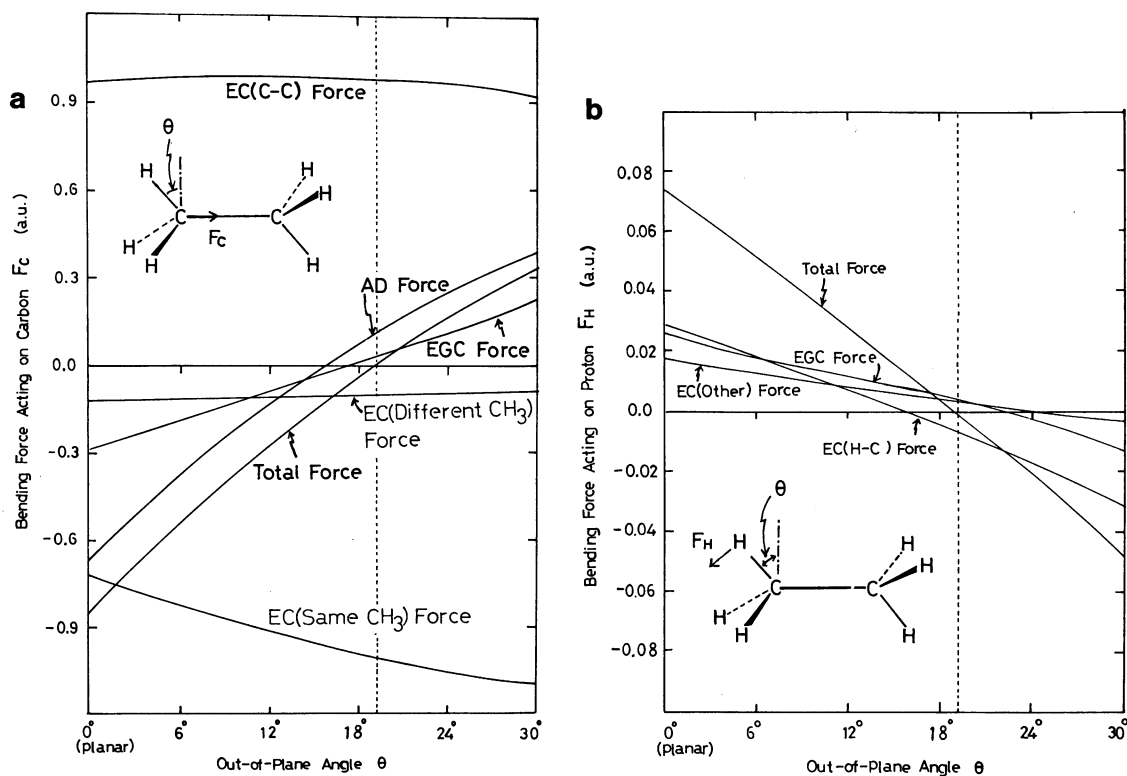 a
Bending Force Acting on Carbon Fc (a.u.)
0.9
0.6
0.3
0.0
-0.3
-0.6
-0.9
EC(C-C) Force
θ
H
H
H
C
C
H
Fc
H
H
AD Force
EGC Force
EC(Different CH3)
Force
Total Force
EC(Same CH3) Force
0° 6° 12° 18° 24° 30°
(planar)
Out-of-Plane Angle θ
b
Bending Force Acting on Proton FH (a.u.)
0.08
0.06
0.04
0.02
0.0
-0.02
-0.04
-0.06
-0.08
Total Force
EGC Force
EC(Other) Force
EC(H-C) Force
θ
FH
H
H
H
C
C
H
H
H
0° 6° 12° 18° 24° 30°
(Planar)
Out-of-Plane Angle θ